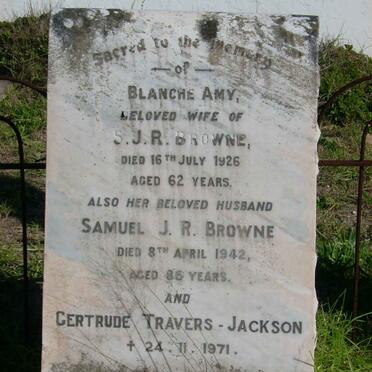 Sacred to the memory
— of —
BLANCHE AMY,
BELOVED WIFE OF
S.J.R. BROWNE,
DIED 16TH JULY 1926
AGED 62 YEARS.
ALSO HER BELOVED HUSBAND
SAMUEL J. R. BROWNE
DIED 8TH APRIL 1942,
AGED 85 YEARS.
AND
GERTRUDE TRAVERS-JACKSON
† 24. 11. 1971.